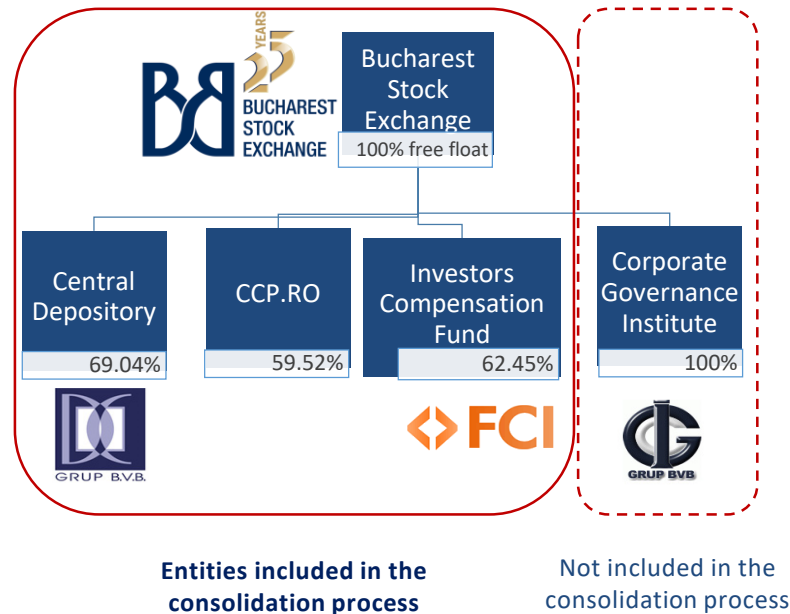 25 YEARS
BUCHAREST
STOCK
EXCHANGE
Bucharest
Stock
Exchange
100% free float
Central
Depository
69.04%
CCP.RO
59.52%
Investors
Compensation
Fund
62.45%
Corporate
Governance
Institute
100%
GRUP B.V.B.
FCI
GRUP BVB
Entities included in the
consolidation process
Not included in the
consolidation process